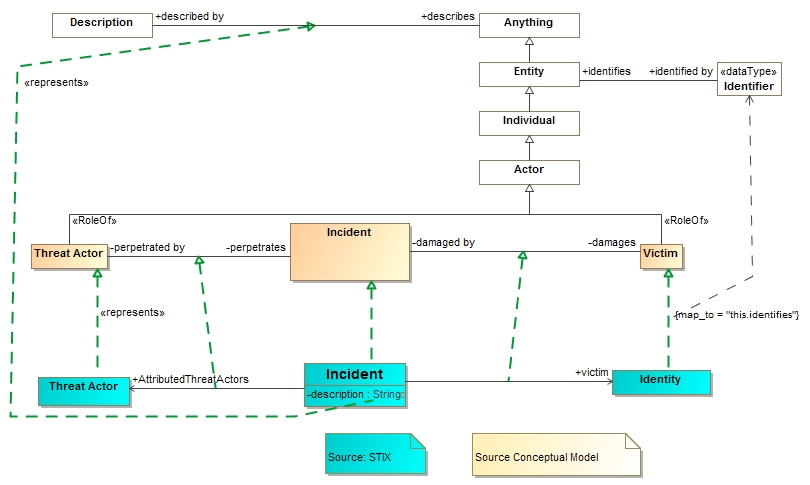 Description
+described by
+describes
Anything
«represents»
Entity
+identifies
+identified by
«dataType»
Identifier
Individual
Actor
«RoleOf»
«RoleOf»
Threat Actor
-perpetrated by
-perpetrates
Incident
-damaged by
-damages
Victim
«represents»
{map_to = "this.identifies"}
Threat Actor
+AttributedThreatActors
Incident
-description : String
+victim
Identity
Source: STIX
Source Conceptual Model